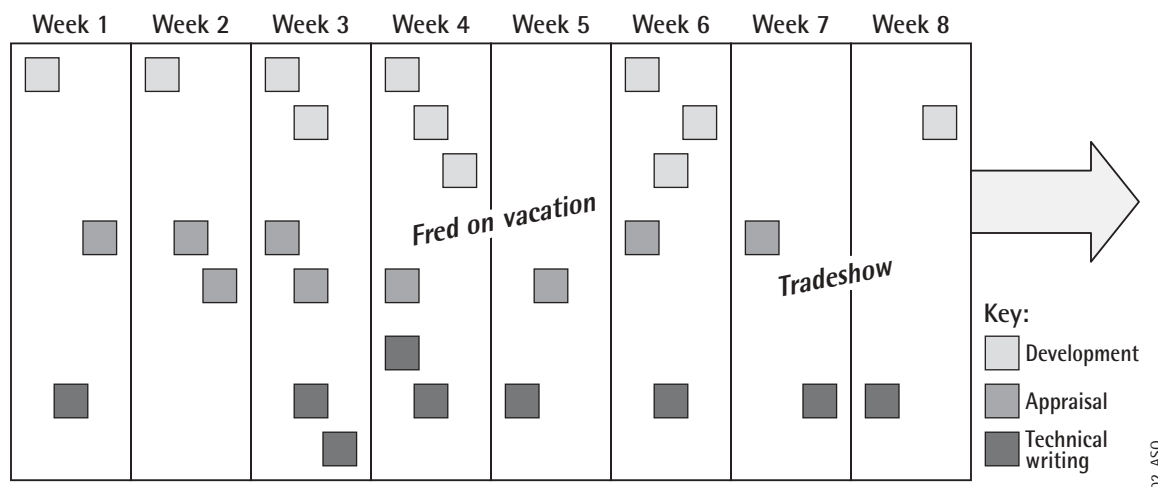 Week 1 Week 2 Week 3 Week 4 Week 5 Week 6 Week 7 Week 8
Fred on vacation
Tradeshow
Key:
Development
Appraisal
Technical
writing